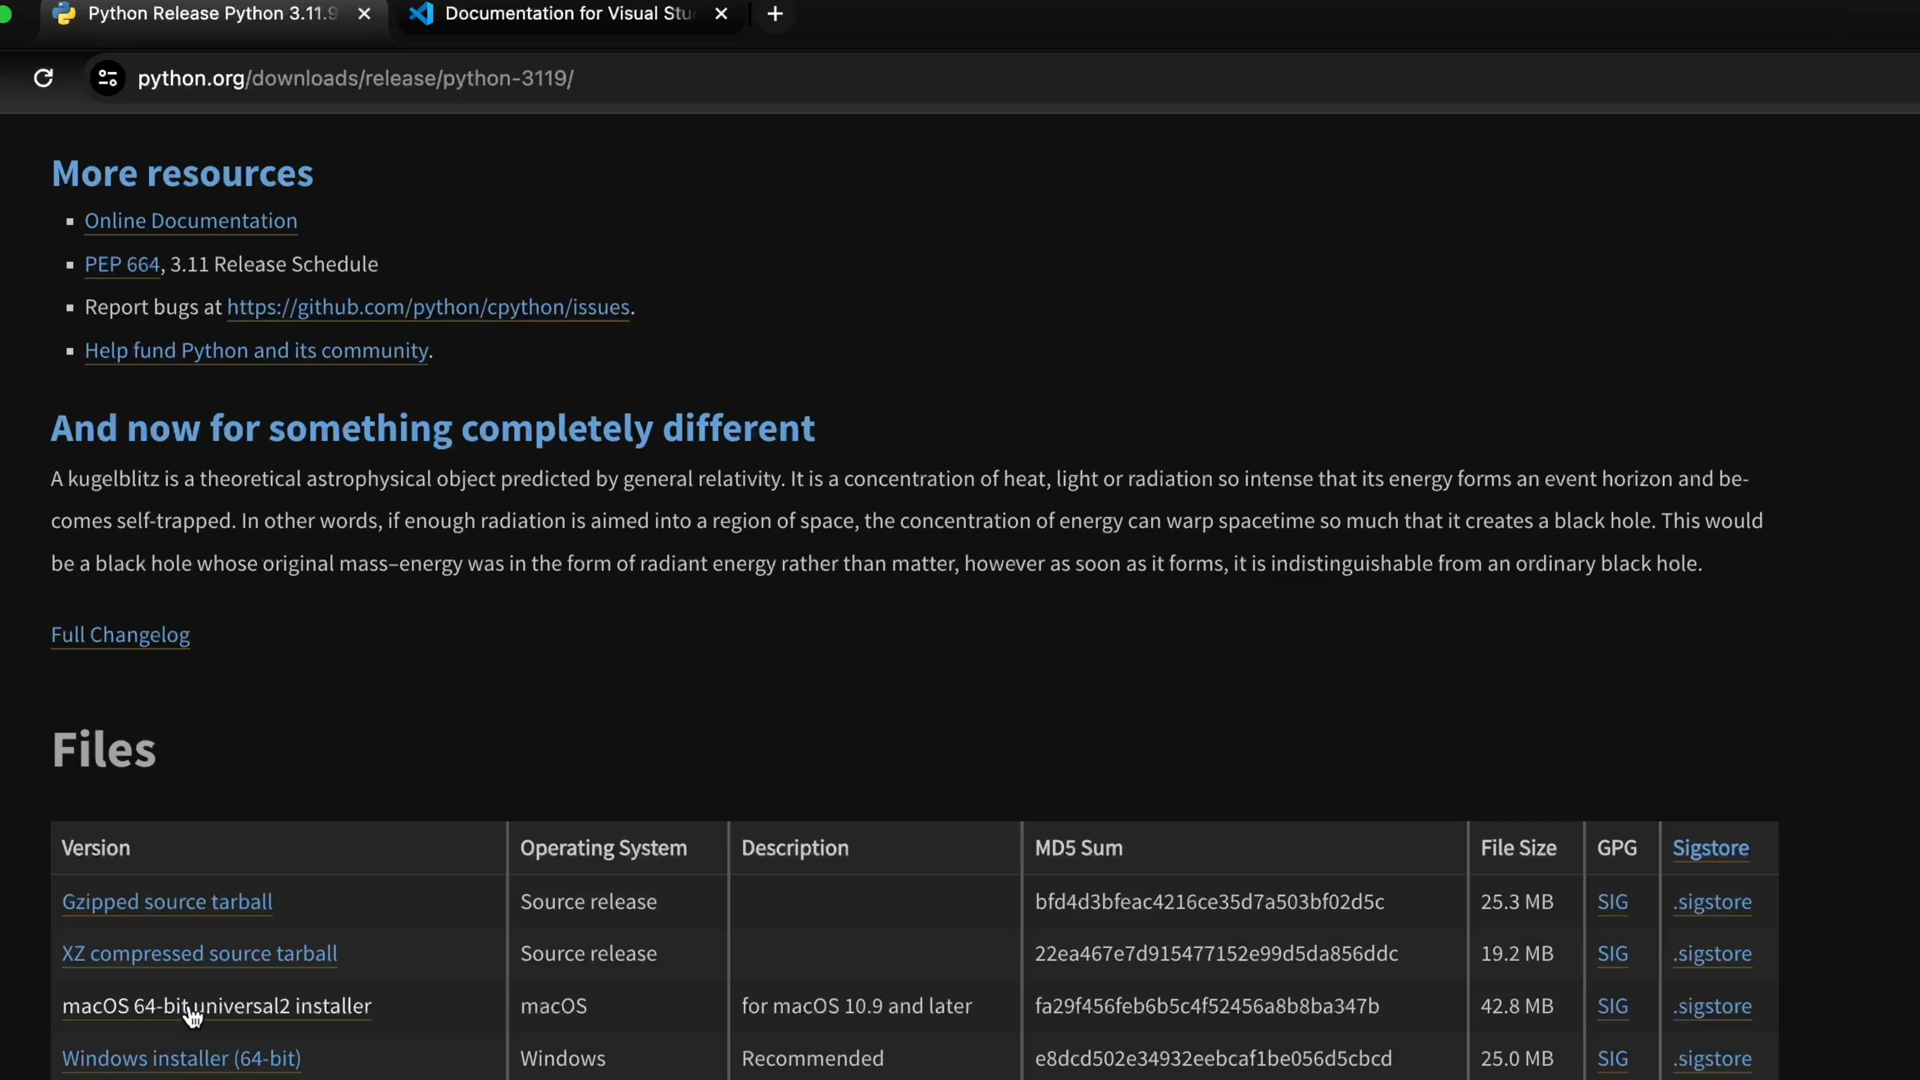 Python Release Python 3.11.9
Documentation for Visual Stu
python.org/downloads/release/python-3119/
More resources
Online Documentation
PEP 664, 3.11 Release Schedule
Report bugs at https://github.com/python/cpython/issues.
Help fund Python and its community.
And now for something completely different
A kugelblitz is a theoretical astrophysical object predicted by general relativity. It is a concentration of heat, light or radiation so intense that its energy forms an event horizon and be-
comes self-trapped. In other words, if enough radiation is aimed into a region of space, the concentration of energy can warp spacetime so much that it creates a black hole. This would
be a black hole whose original mass–energy was in the form of radiant energy rather than matter, however as soon as it forms, it is indistinguishable from an ordinary black hole.
Full Changelog
Files
Version Operating System Description MD5 Sum File Size GPG Sigstore
Gzipped source tarball Source release bfd4d3bfeac4216ce35d7a503bf02d5c 25.3 MB SIG .sigstore
XZ compressed source tarball Source release 22ea467e7d915477152e99d5da856ddc 19.2 MB SIG .sigstore
macOS 64-bit universal2 installer macOS for macOS 10.9 and later fa29f456feb6b5c4f52456a8b8ba347b 42.8 MB SIG .sigstore
Windows installer (64-bit) Windows Recommended e8dcd502e34932eebcaf1be056d5cbcd 25.0 MB SIG .sigstore